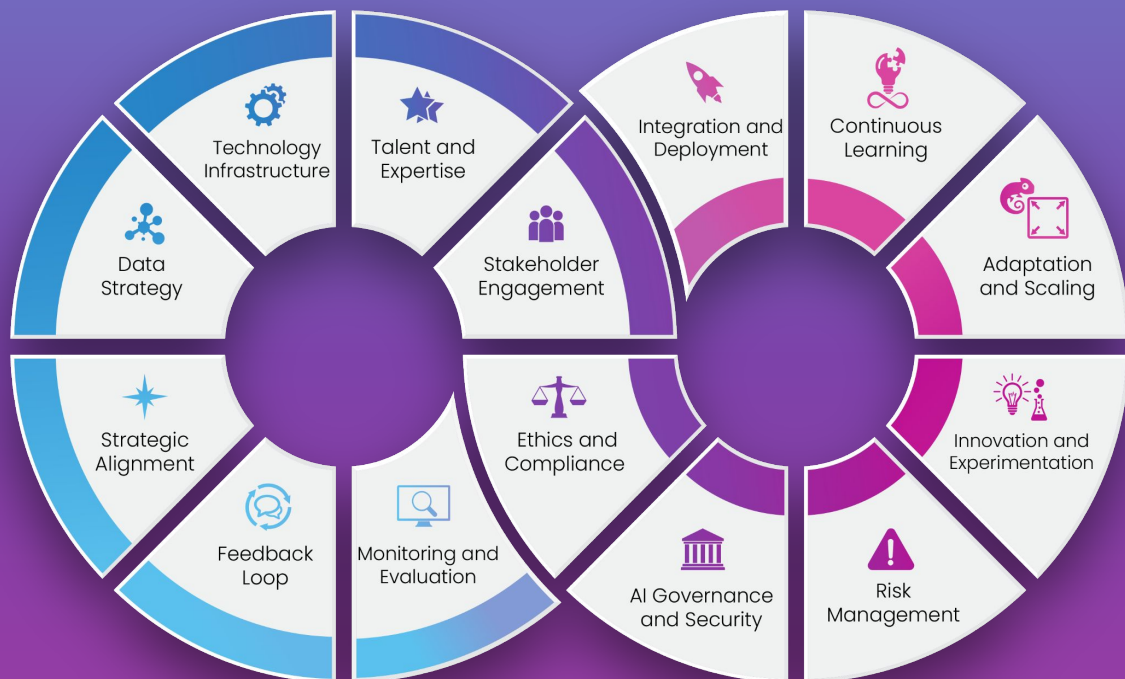 Technology
Infrastructure
Talent and
Expertise
Integration and
Deployment
Continuous
Learning
Data
Strategy
Stakeholder
Engagement
Adaptation
and Scaling
Strategic
Alignment
Ethics and
Compliance
Innovation and
Experimentation
Feedback
Loop
Monitoring and
Evaluation
AI Governance
and Security
Risk
Management